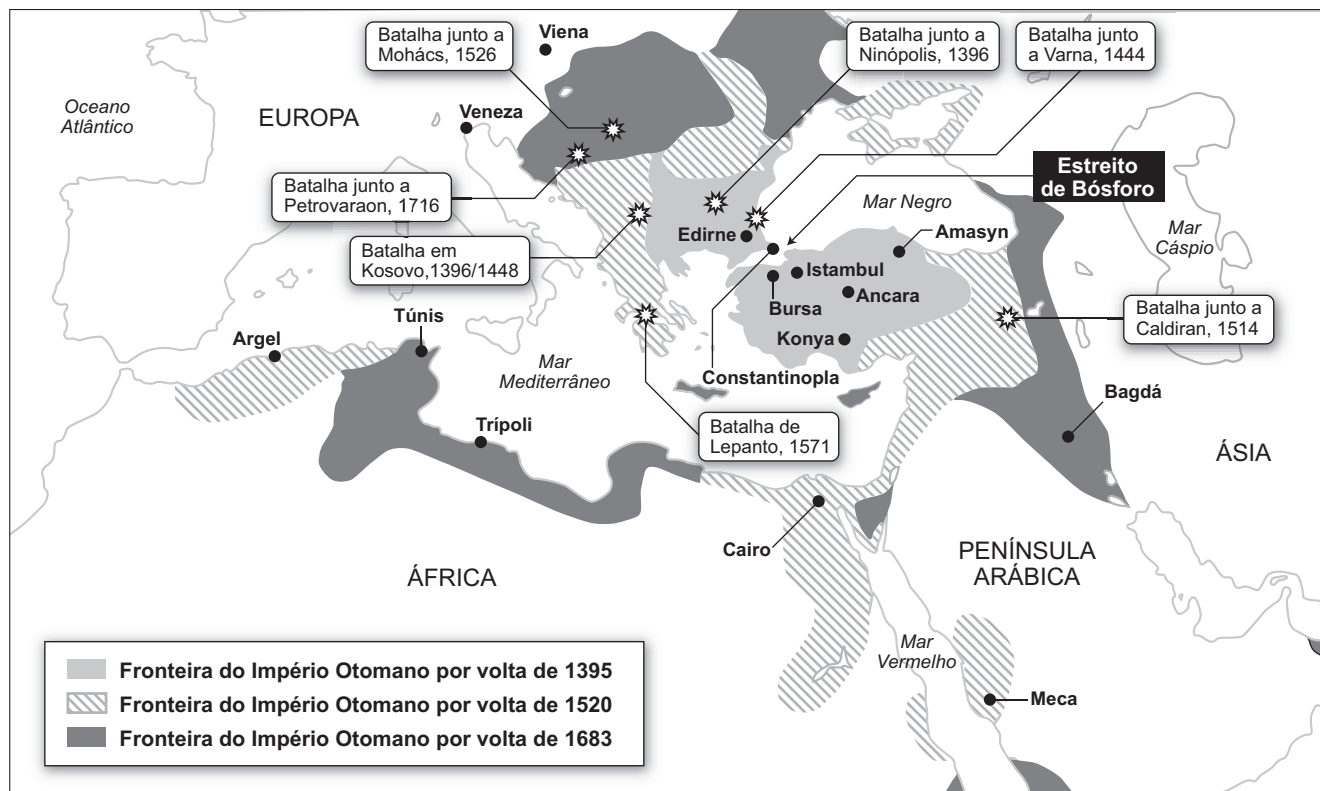 Batalha junto a
Mohács, 1526
Viena
Batalha junto a
Ninópolis, 1396
Batalha junto
a Varna, 1444
Oceano
Atlântico
EUROPA
Veneza
Estreito
de Bósforo
Batalha junto a
Petrovaraon, 1716
Mar Negro
Mar
Cáspio
Edirne
Amasyn
Batalha em
Kosovo,1396/1448
Istambul
Bursa
Ancara
Batalha junto a
Caldiran, 1514
Túnis
Argel
Konya
Mar
Mediterrâneo
Constantinopla
Bagdá
Trípoli
Batalha de
Lepanto, 1571
ÁSIA
Cairo
PENÍNSULA
ARÁBICA
ÁFRICA
Mar
Vermelho
Meca
Fronteira do Império Otomano por volta de 1395
Fronteira do Império Otomano por volta de 1520
Fronteira do Império Otomano por volta de 1683